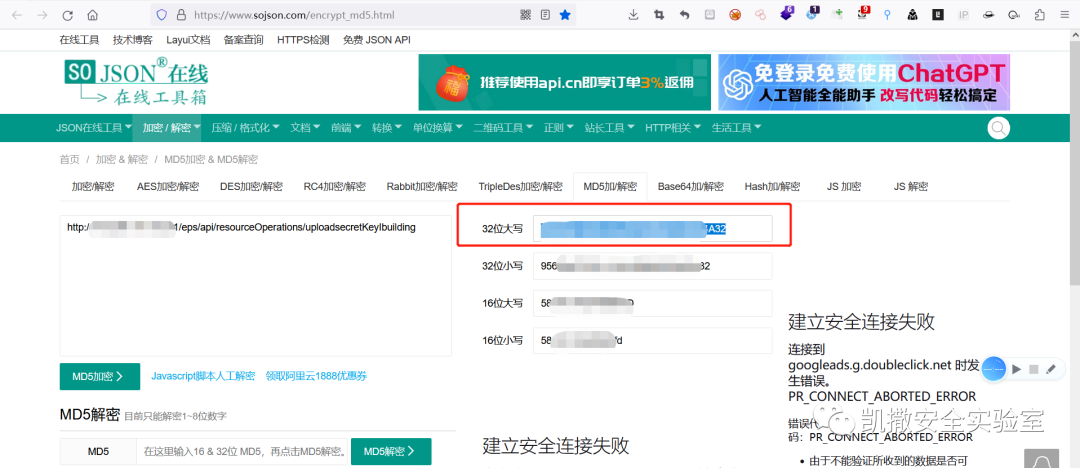 https://www.sojson.com/encrypt_md5.html
在线工具 技术博客 Layui文档 备案查询 HTTPS检测 免费 JSON API
SO JSON® 在线
在线工具箱
推荐使用api.cn即享订单3%返佣
免登录免费使用ChatGPT
人工智能全能助手 改写代码轻松搞定
JSON在线工具 加密 / 解密 压缩 / 格式化 文档 前端 转换 单位换算 二维码工具 正则 站长工具 HTTP相关 生活工具
首页 / 加密 & 解密 / MD5加密 & MD5解密
加密/解密 AES加密/解密 DES加密/解密 RC4加密/解密 Rabbit加密/解密 TripleDes加密/解密 MD5加/解密 Base64加/解密 Hash加/解密 JS 加密 JS 解密
http: 1/eps/api/resourceOperations/uploadsecretKeyIbuilding
32位大写 A32
32位小写 956 32
16位大写 58
16位小写 58 d
MD5加密
Javascript脚本人工解密 领取阿里云1888优惠券
MD5解密 目前只能解密1~8位数字
MD5 在这里输入16 & 32位 MD5，再点击MD5解密。 MD5解密
建立安全连接失败
建立安全连接失败
连接到
googleads.g.doubleclick.net 时发
生错误。
PR_CONNECT_ABORTED_ERROR
错误代
码：PR_CONNECT_ABORTED_ERROR
• 由于不能验证所收到的数据是否可
凯撒安全实验室